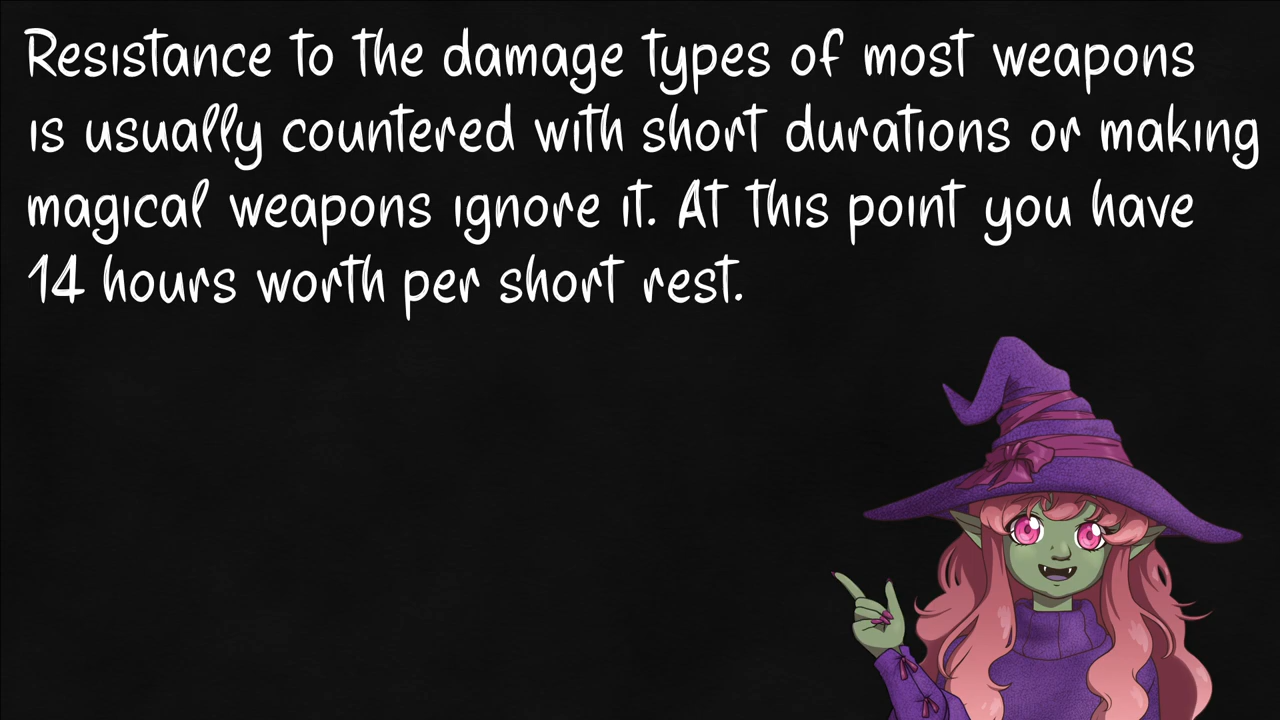 Resistance to the damage types of most weapons
is usually countered with short durations or making
magical weapons ignore it. At this point you have
14 hours worth per short rest.